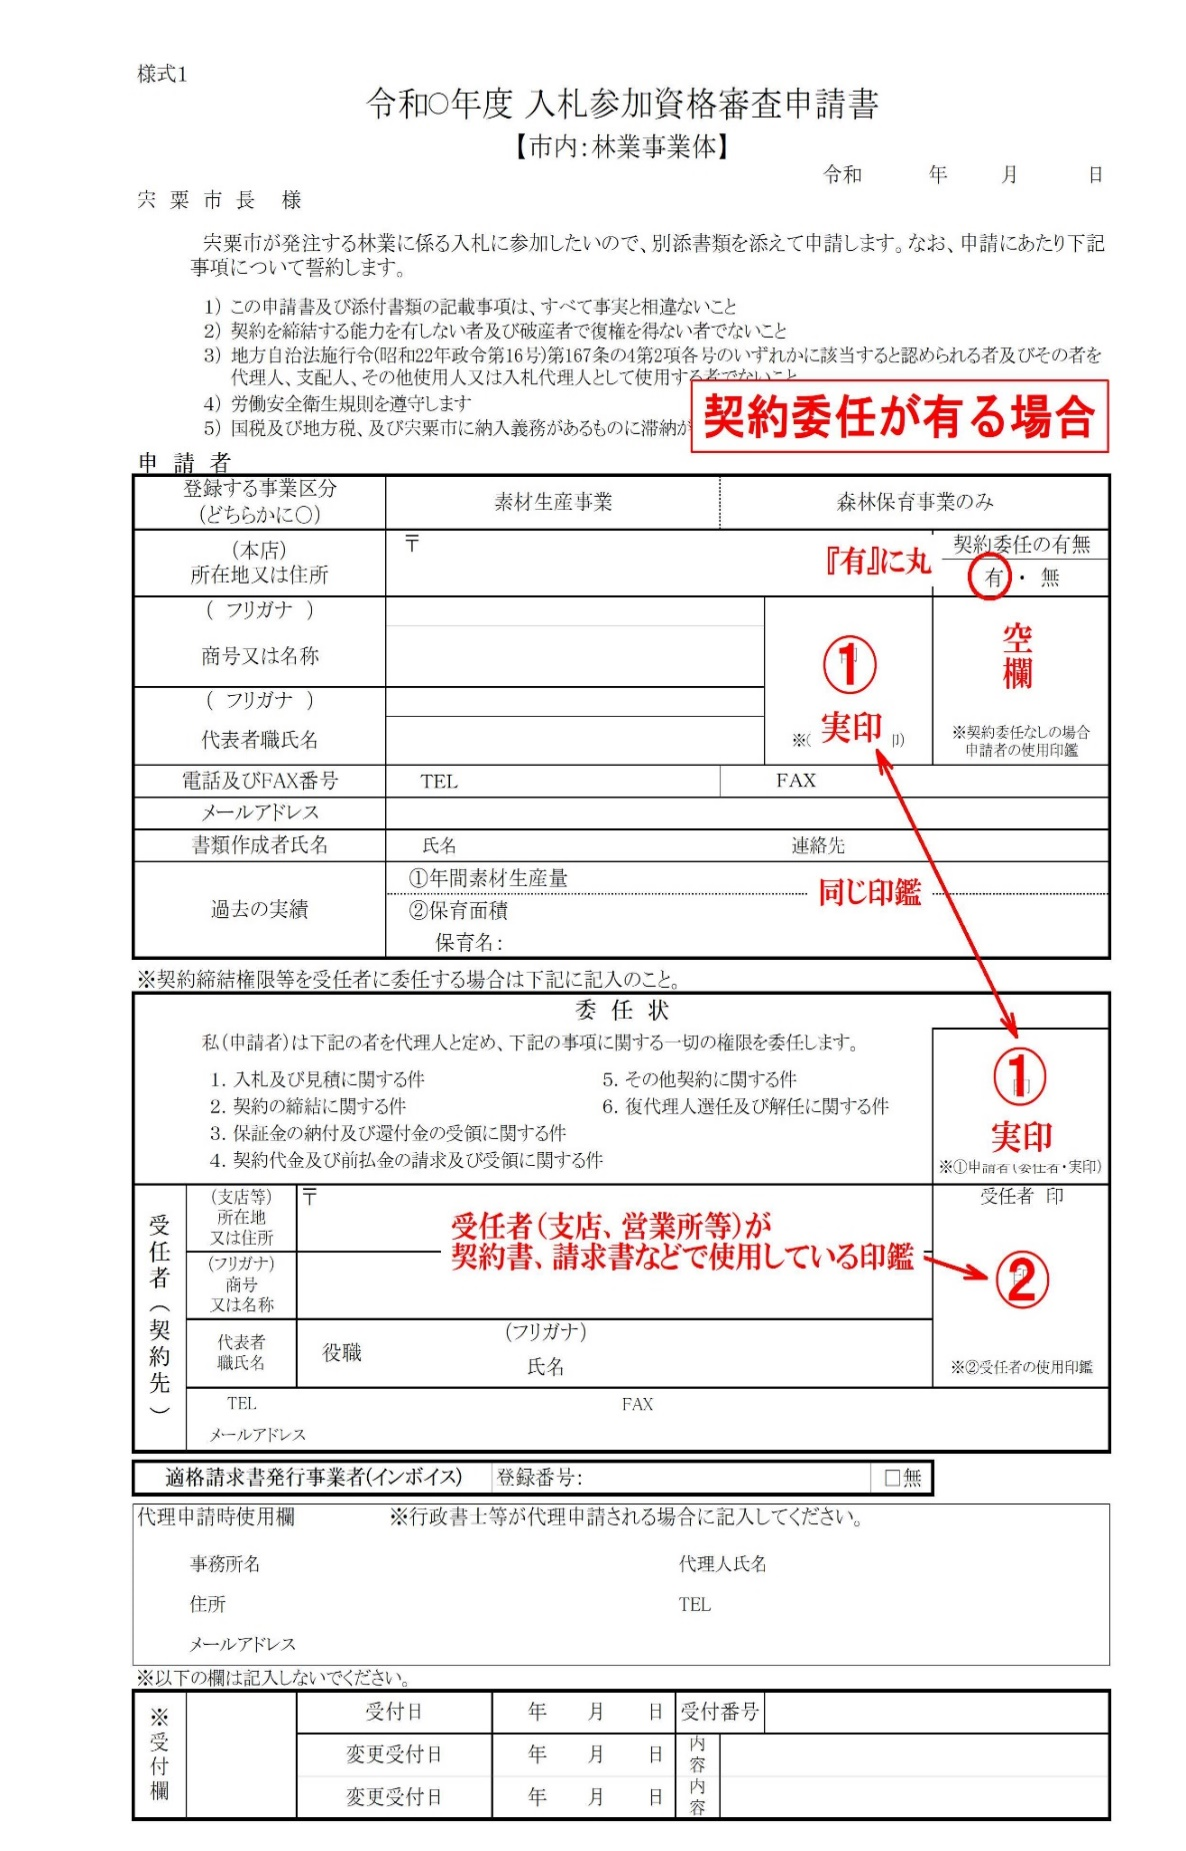 様式1
令和○年度 入札参加資格審査申請書
【市内：林業事業体】
令和　年　月　日
宍粟市長 様
宍粟市が発注する林業に係る入札に参加したいので、別添書類を添えて申請します。なお、申請にあたり下記
事項について誓約します。
1）この申請書及び添付書類の記載事項は、すべて事実と相違ないこと
2）契約を締結する能力を有しない者及び破産者で復権を得ない者でないこと
3）地方自治法施行令(昭和22年政令第16号)第167条の4第2項各号のいずれかに該当すると認められる者及びその者を
代理人、支配人、その他使用人又は入札代理人として使用する者でないこと
4）労働安全衛生規則を遵守します
5）国税及び地方税、及び宍粟市に納入義務があるものに滞納が
契約委任が有る場合
申請者
登録する事業区分
(どちらかに○)
素材生産事業
森林保育事業のみ
(本店)
所在地又は住所
〒
『有』に丸
契約委任の有無
有・無
(フリガナ)
商号又は名称
①
実印
※(
印)
空欄
※契約委任なしの場合
申請者の使用印鑑
(フリガナ)
代表者職氏名
電話及びFAX番号
TEL
FAX
メールアドレス
書類作成者氏名
氏名
連絡先
過去の実績
①年間素材生産量
同じ印鑑
②保育面積
保育名：
※契約締結権限等を受任者に委任する場合は下記に記入のこと。
委任状
私(申請者)は下記の者を代理人と定め、下記の事項に関する一切の権限を委任します。
1. 入札及び見積に関する件
2. 契約の締結に関する件
3. 保証金の納付及び還付金の受領に関する件
4. 契約代金及び前払金の請求及び受領に関する件
5. その他契約に関する件
6. 復代理人選任及び解任に関する件
①
実印
※①申請者(委任者・実印)
受任者(契約先)
(支店等)
所在地
又は住所
〒
受任者 印
受任者(支店、営業所等)が
契約書、請求書などで使用している印鑑
②
(フリガナ)
商号
又は名称
代表者
職氏名
役職
(フリガナ)
氏名
※②受任者の使用印鑑
TEL
FAX
メールアドレス
適格請求書発行事業者(インボイス)
登録番号：
□無
代理申請時使用欄
※行政書士等が代理申請される場合に記入してください。
事務所名
代理人氏名
住所
TEL
メールアドレス
※以下の欄は記入しないでください。
※受付欄
受付日
年　月　日
受付番号
変更受付日
年　月　日
内容
変更受付日
年　月　日
内容